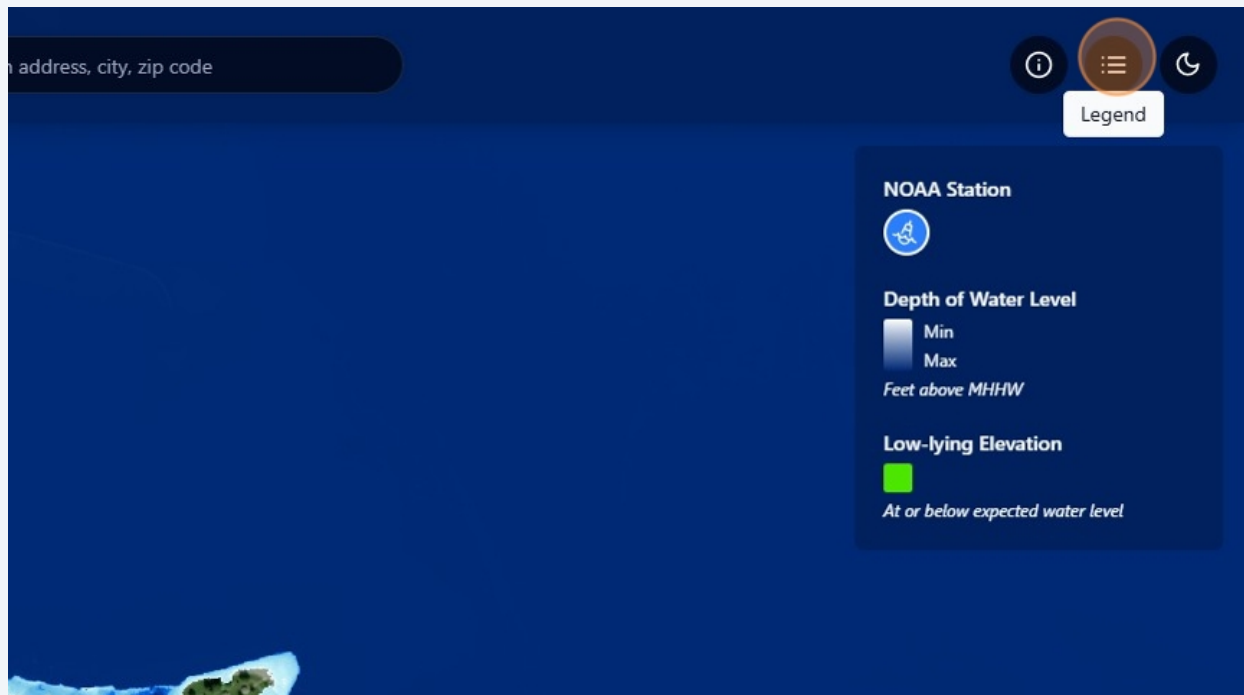 address, city, zip code
Legend
NOAA Station
Depth of Water Level
Min
Max
Feet above MHHW
Low-lying Elevation
At or below expected water level